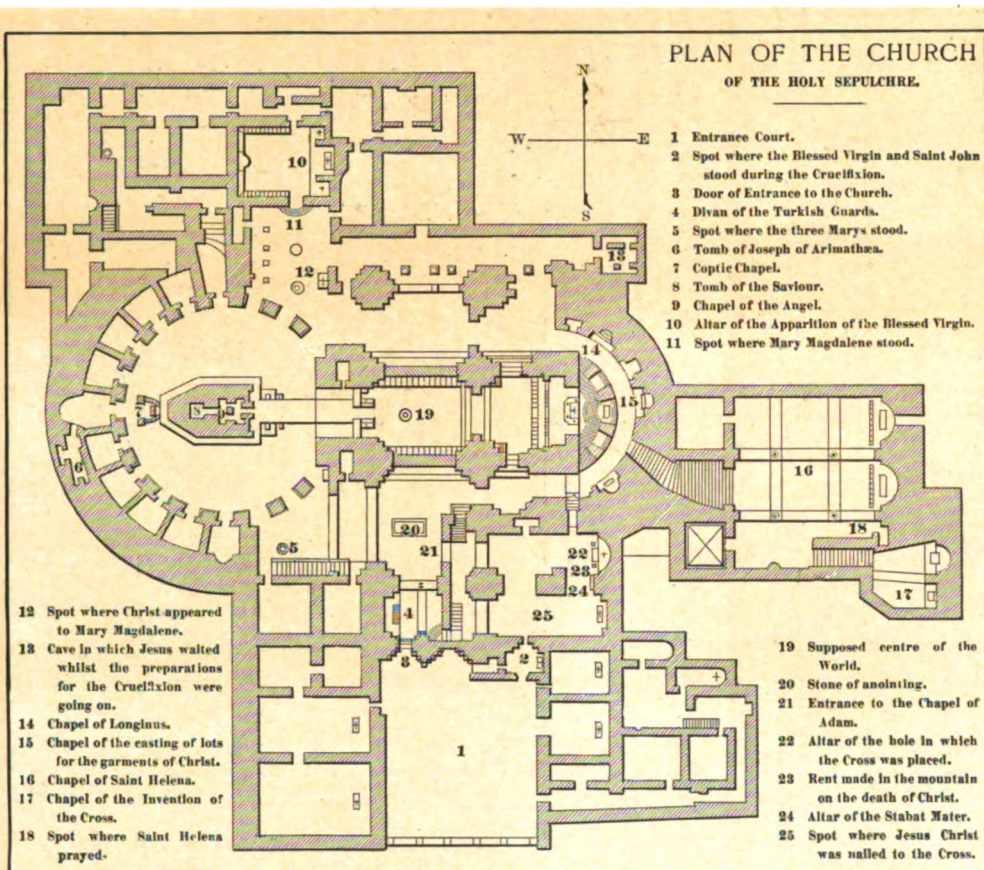 PLAN OF THE CHURCH
OF THE HOLY SEPULCHRE.
N
W
E
S
1 Entrance Court.
2 Spot where the Blessed Virgin and Saint John
stood during the Crucifixion.
3 Door of Entrance to the Church.
4 Divan of the Turkish Guards.
5 Spot where the three Marys stood.
6 Tomb of Joseph of Arimathæa.
7 Coptic Chapel.
8 Tomb of the Saviour.
9 Chapel of the Angel.
10 Altar of the Apparition of the Blessed Virgin.
11 Spot where Mary Magdalene stood.
10
11
12
13
14
15
7
8
9
19
16
6
20
21
18
5
22
23
24
17
4
25
3
2
1
12 Spot where Christ appeared
to Mary Magdalene.
13 Cave in which Jesus waited
whilst the preparations
for the Crucifixion were
going on.
14 Chapel of Longinus.
15 Chapel of the casting of lots
for the garments of Christ.
16 Chapel of Saint Helena.
17 Chapel of the Invention of
the Cross.
18 Spot where Saint Helena
prayed.
19 Supposed centre of the
World.
20 Stone of anointing.
21 Entrance to the Chapel of
Adam.
22 Altar of the hole in which
the Cross was placed.
23 Rent made in the mountain
on the death of Christ.
24 Altar of the Stabat Mater.
25 Spot where Jesus Christ
was nailed to the Cross.